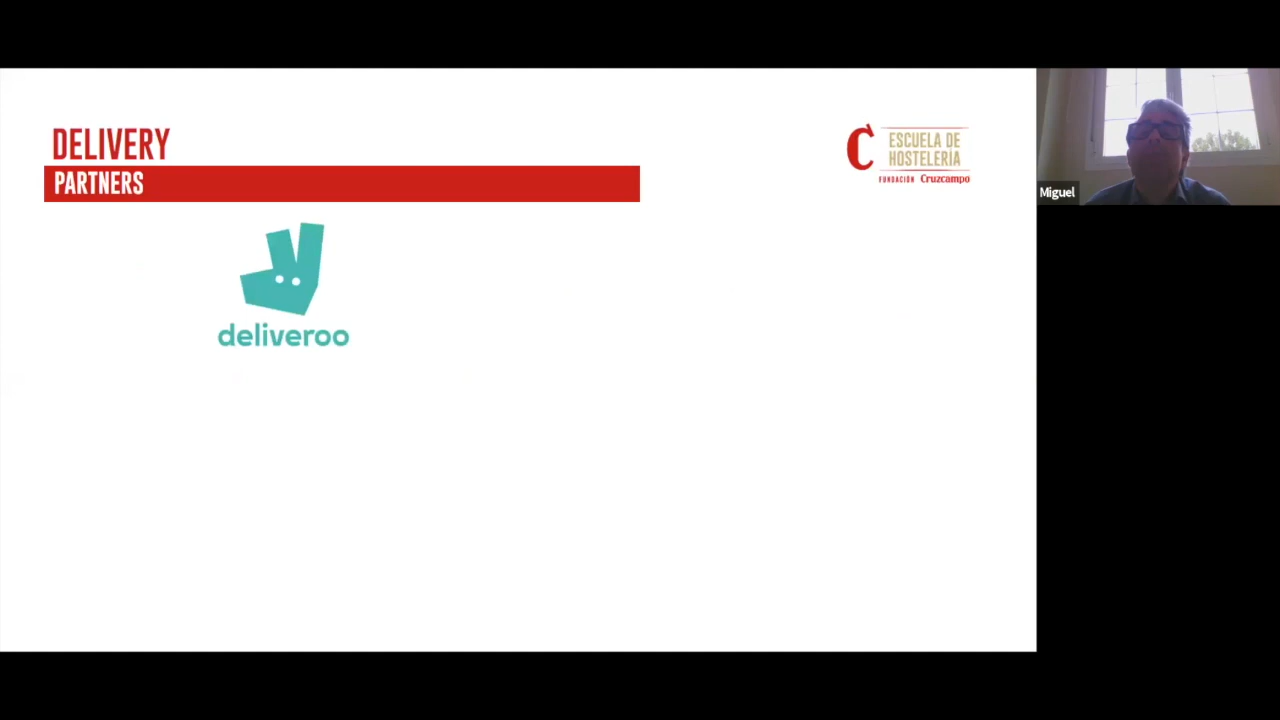 DELIVERY
PARTNERS
C ESCUELA DE
HOSTELERÍA
FUNDACIÓN Cruzcampo
deliveroo
Miguel